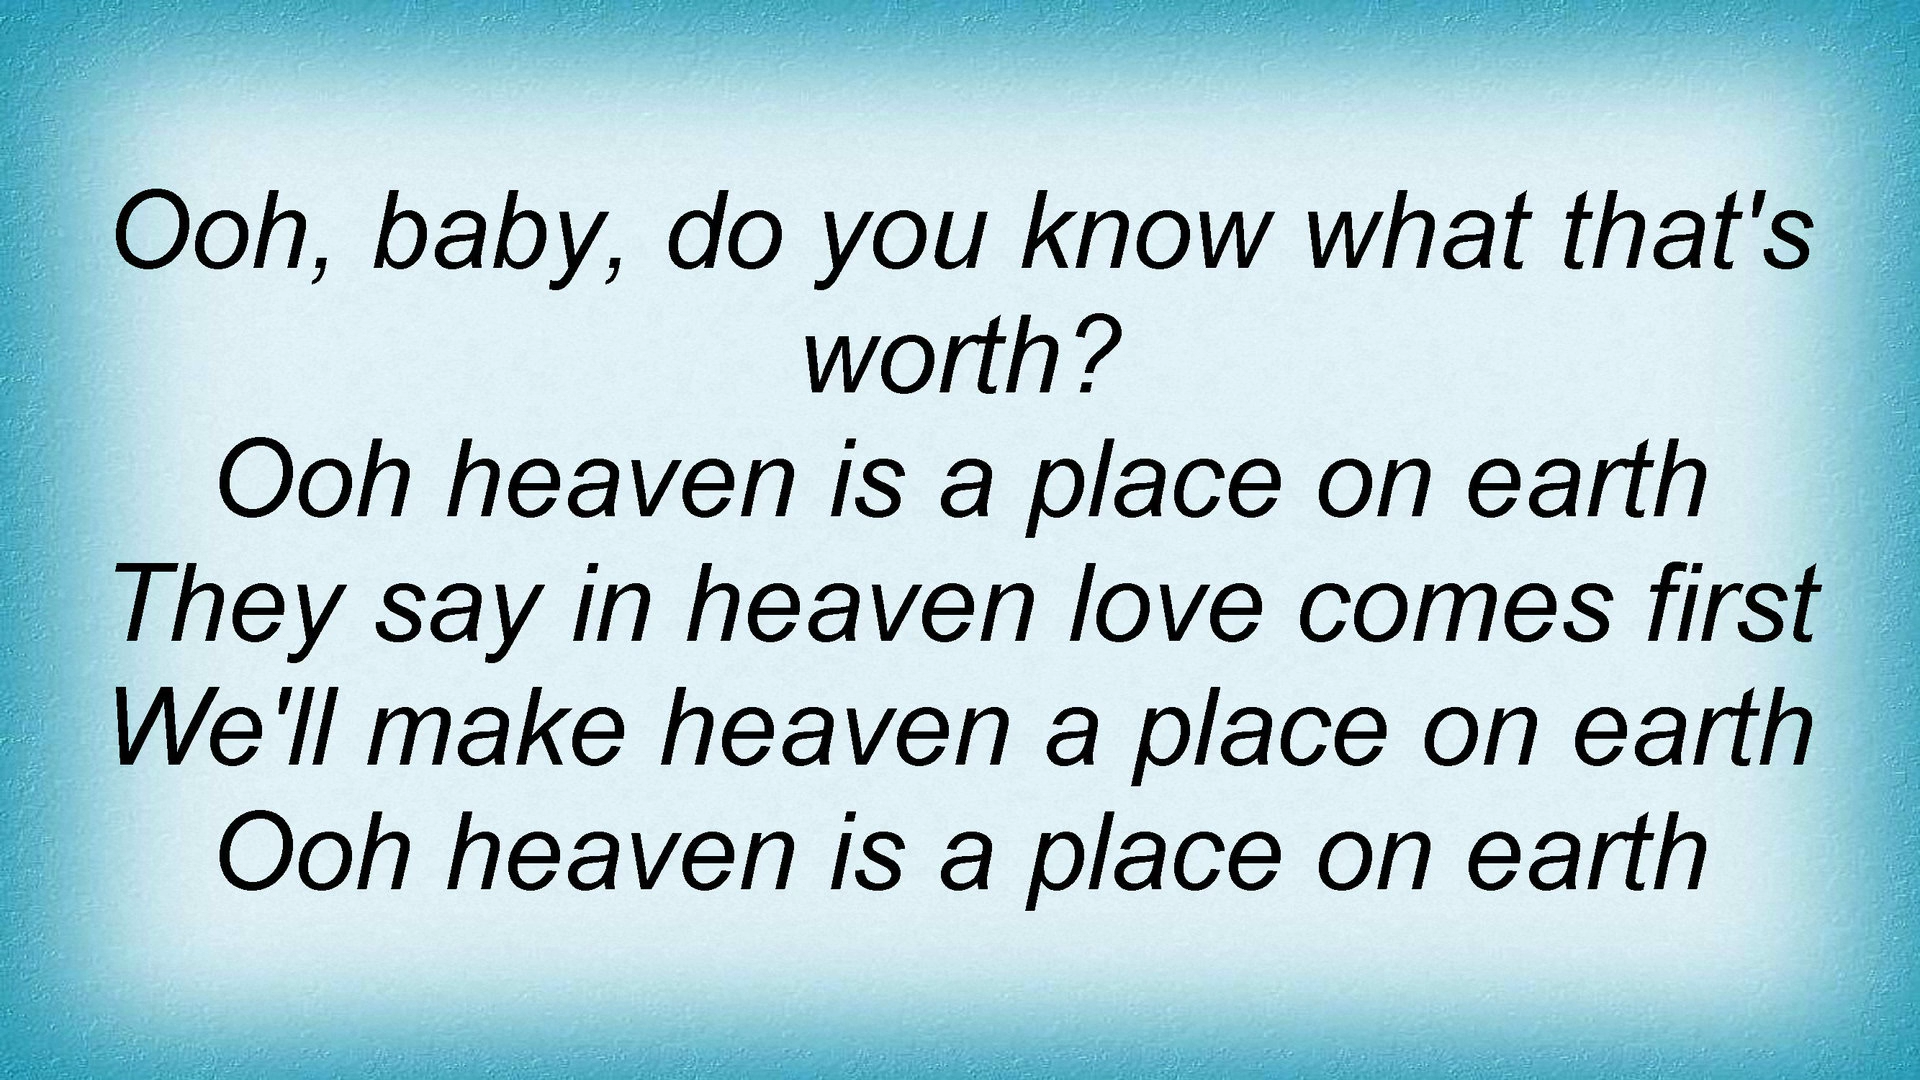 Ooh, baby, do you know what that's
worth?
Ooh heaven is a place on earth
They say in heaven love comes first
We'll make heaven a place on earth
Ooh heaven is a place on earth